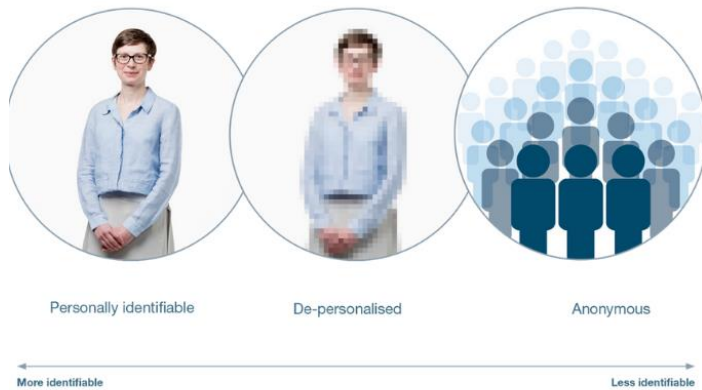 Personally identifiable
De-personalised
Anonymous
More identifiable
Less identifiable